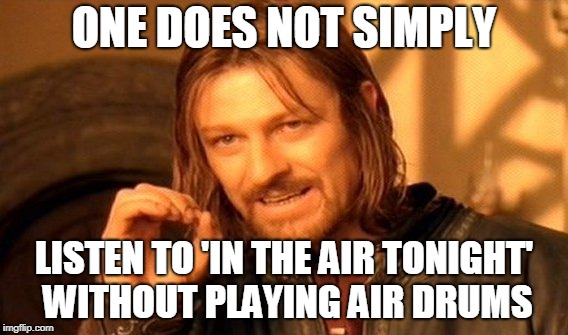 ONE DOES NOT SIMPLY
LISTEN TO 'IN THE AIR TONIGHT'
WITHOUT PLAYING AIR DRUMS
imgflip.com